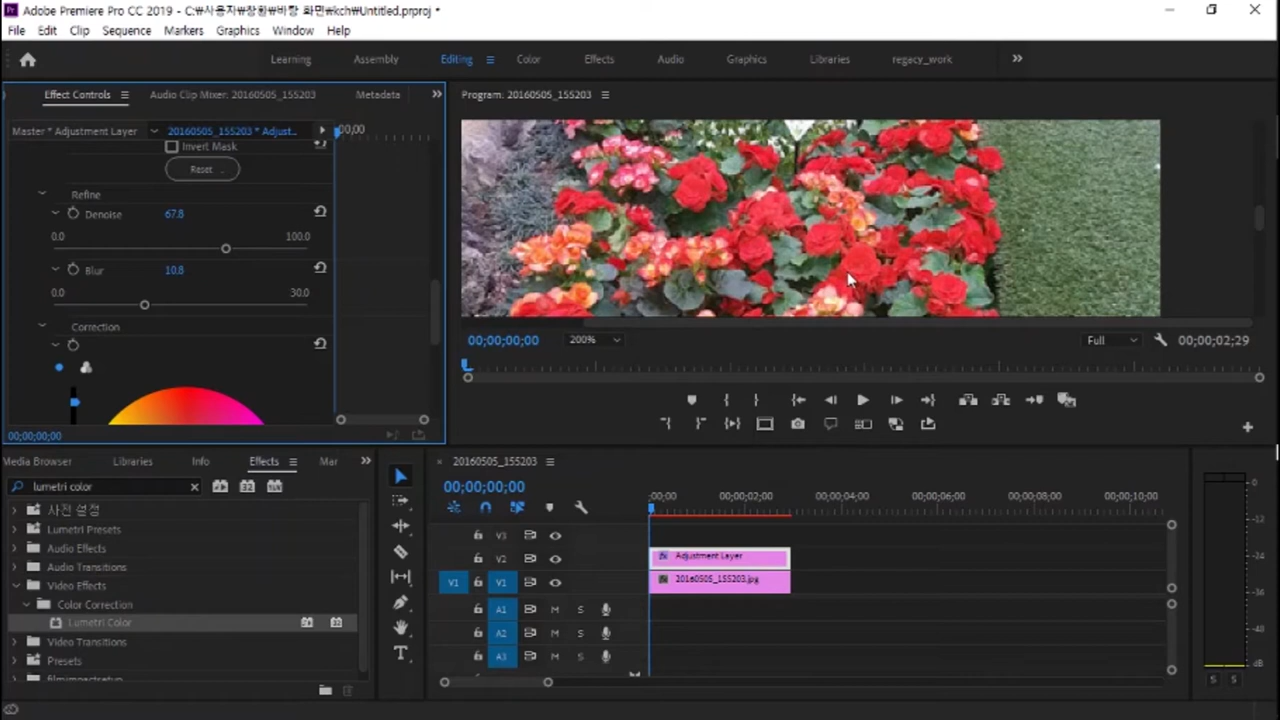 Adobe Premiere Pro CC 2019 - C:₩사용자₩창원₩바탕 화면₩kch₩Untitled.prproj *
File Edit Clip Sequence Markers Graphics Window Help
Learning Assembly Editing Color Effects Audio Graphics Libraries regacy_work
Effect Controls Audio Clip Mixer: 20160505_155203 Metadata
Program: 20160505_155203
Master * Adjustment Layer 20160505_155203 * Adjust...
00;00
Invert Mask
Reset
Refine
Denoise 67.8
0.0 100.0
Blur 10.8
0.0 30.0
Correction
00;00;00;00
00;00;00;00 200% Full 00;00;02;29
Media Browser Libraries Info Effects Mar
lumetri color
사전 설정
Lumetri Presets
Audio Effects
Audio Transitions
Video Effects
Color Correction
Lumetri Color
Video Transitions
Presets
filmimpactsetup
20160505_155203
00;00;00;00
:00;00 00;00;02;00 00;00;04;00 00;00;06;00 00;00;08;00 00;00;10;00
V3
V2 Adjustment Layer
V1 V1 20160505_155203.jpg
A1 M S
A2 M S
A3 M S
0
-12
-24
-36
-48
dB
S S